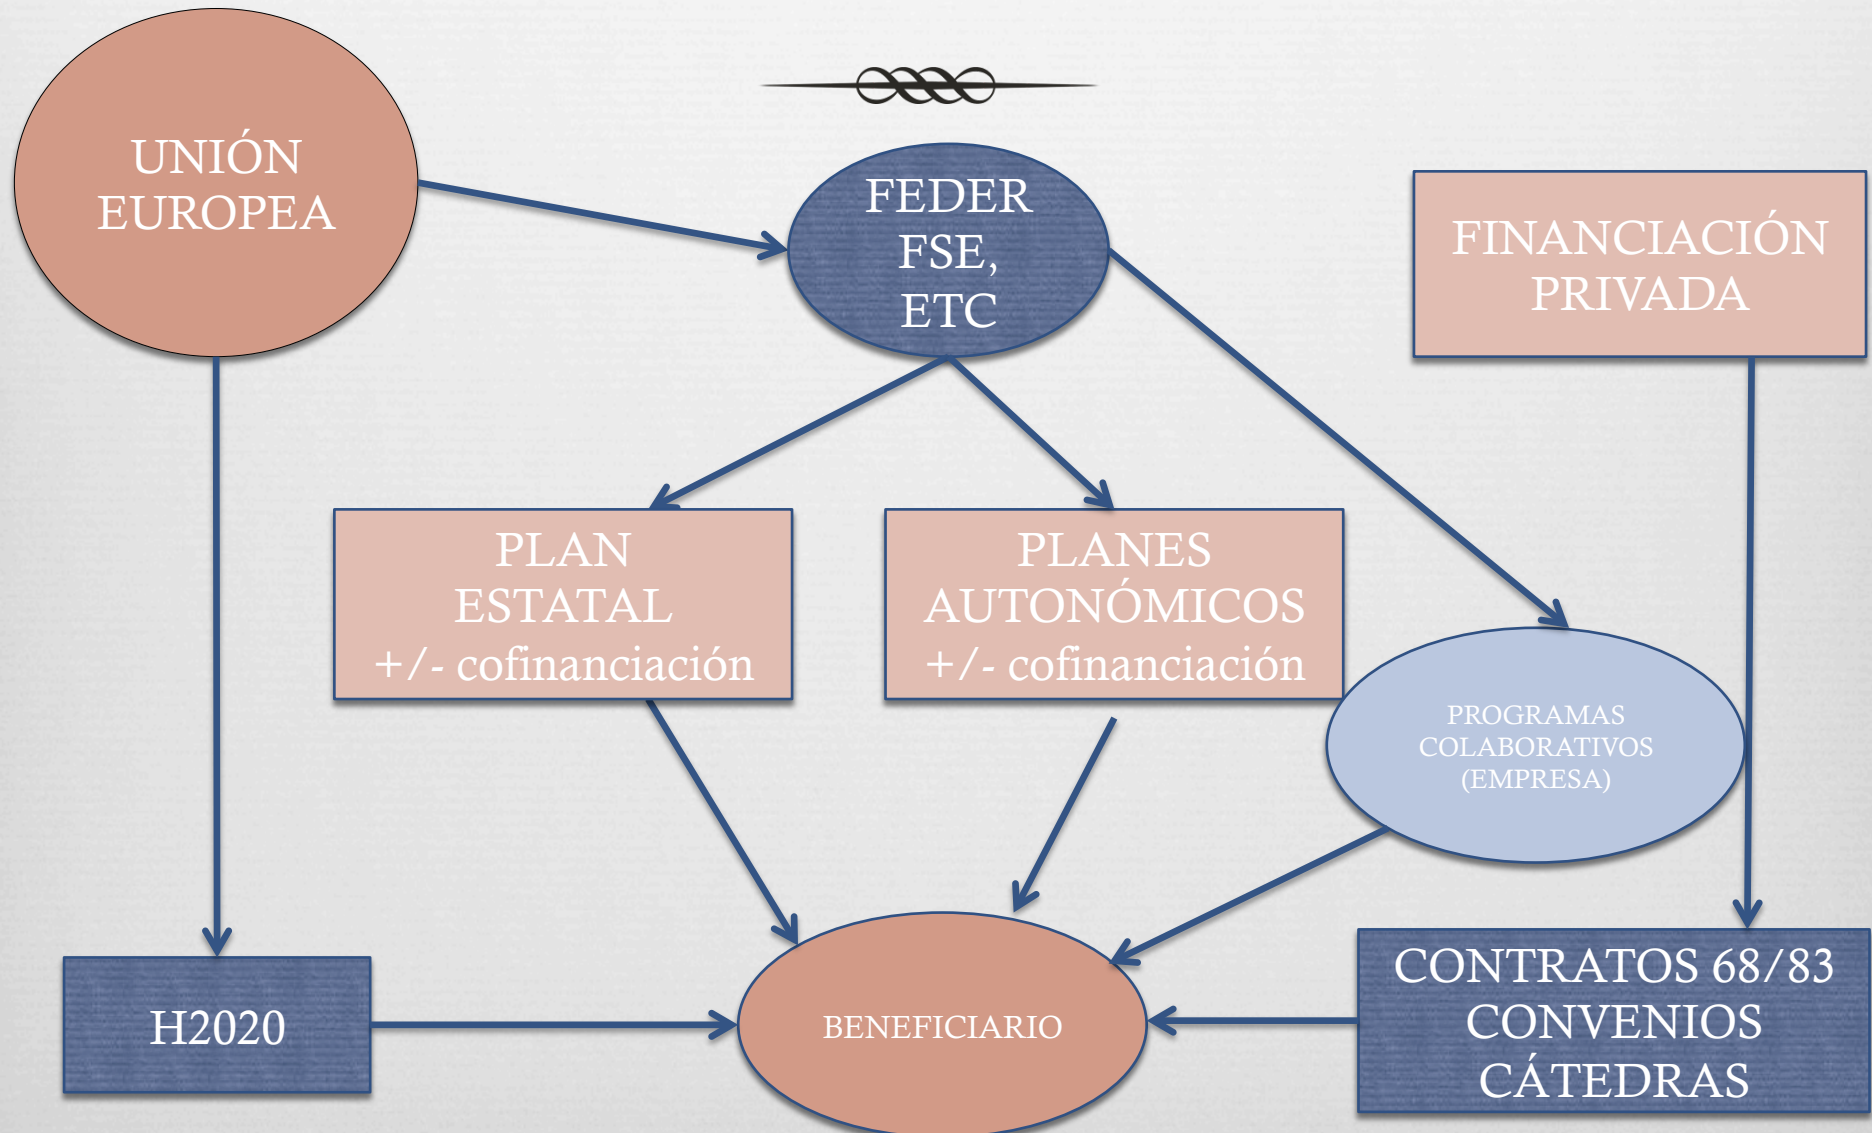 UNIÓN
EUROPEA
FEDER
FSE,
ETC
FINANCIACIÓN
PRIVADA
PLAN
ESTATAL
+/- cofinanciación
PLANES
AUTONÓMICOS
+/- cofinanciación
PROGRAMAS
COLABORATIVOS
(EMPRESA)
H2020
BENEFICIARIO
CONTRATOS 68/83
CONVENIOS
CÁTEDRAS